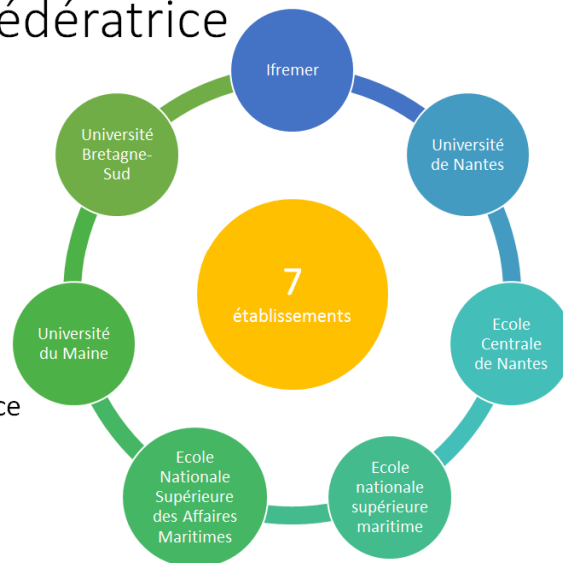 édératrice
Ifremer
Université
de Nantes
Ecole
Centrale
de Nantes
Ecole
nationale
supérieure
maritime
Ecole
Nationale
Supérieure
des Affaires
Maritimes
Université
du Maine
Université
Bretagne-
Sud
7
établissements
ce